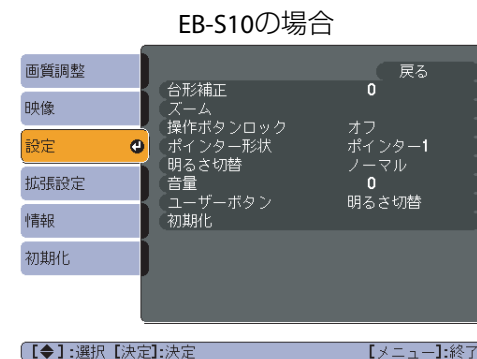 EB-S10の場合
画質調整
映像
設定
拡張設定
情報
初期化
戻る
台形補正 0
ズーム
操作ボタンロック オフ
ポインター形状 ポインター1
明るさ切替 ノーマル
音量 0
ユーザーボタン 明るさ切替
初期化
【◆】:選択 【決定】:決定 【メニュー】:終了